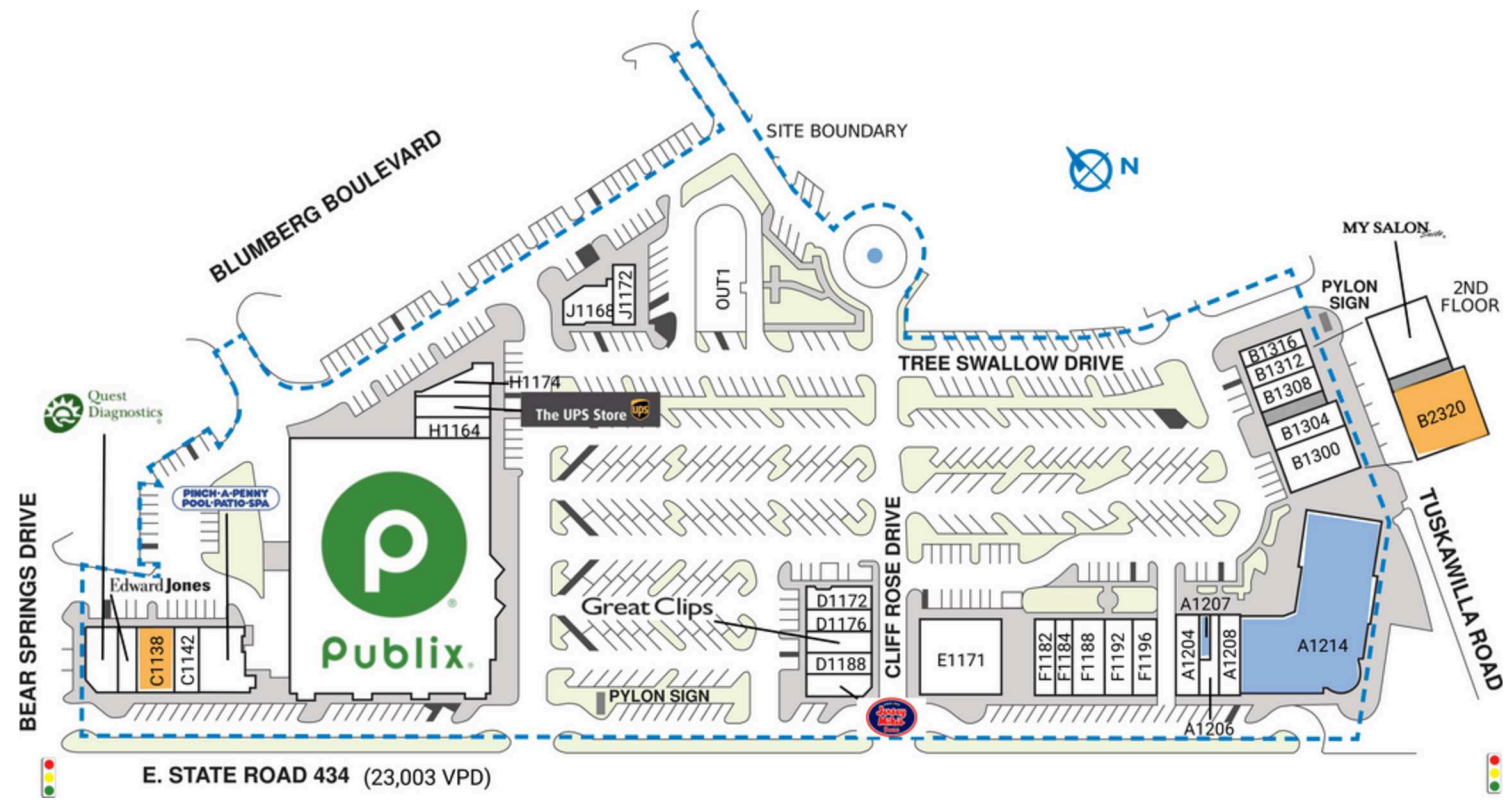 SITE BOUNDARY
BLUMBERG BOULEVARD
N
MY SALON
Suite
PYLON
SIGN
2ND
FLOOR
J1168
J1172
OUT1
TREE SWALLOW DRIVE
B1316
B1312
B1308
B1304
B1300
B2320
H1174
The UPS Store
ups
H1164
Quest
Diagnostics
PINCH-A-PENNY
POOL·PATIO·SPA
BEAR SPRINGS DRIVE
Edward Jones
C1138
C1142
P
Publix
Great Clips
D1172
D1176
D1188
PYLON SIGN
CLIFF ROSE DRIVE
Jersey
Mike's
Subs
E1171
F1182
F1184
F1188
F1192
F1196
A1204
A1207
A1208
A1206
A1214
TUSKAWILLA ROAD
E. STATE ROAD 434 (23,003 VPD)